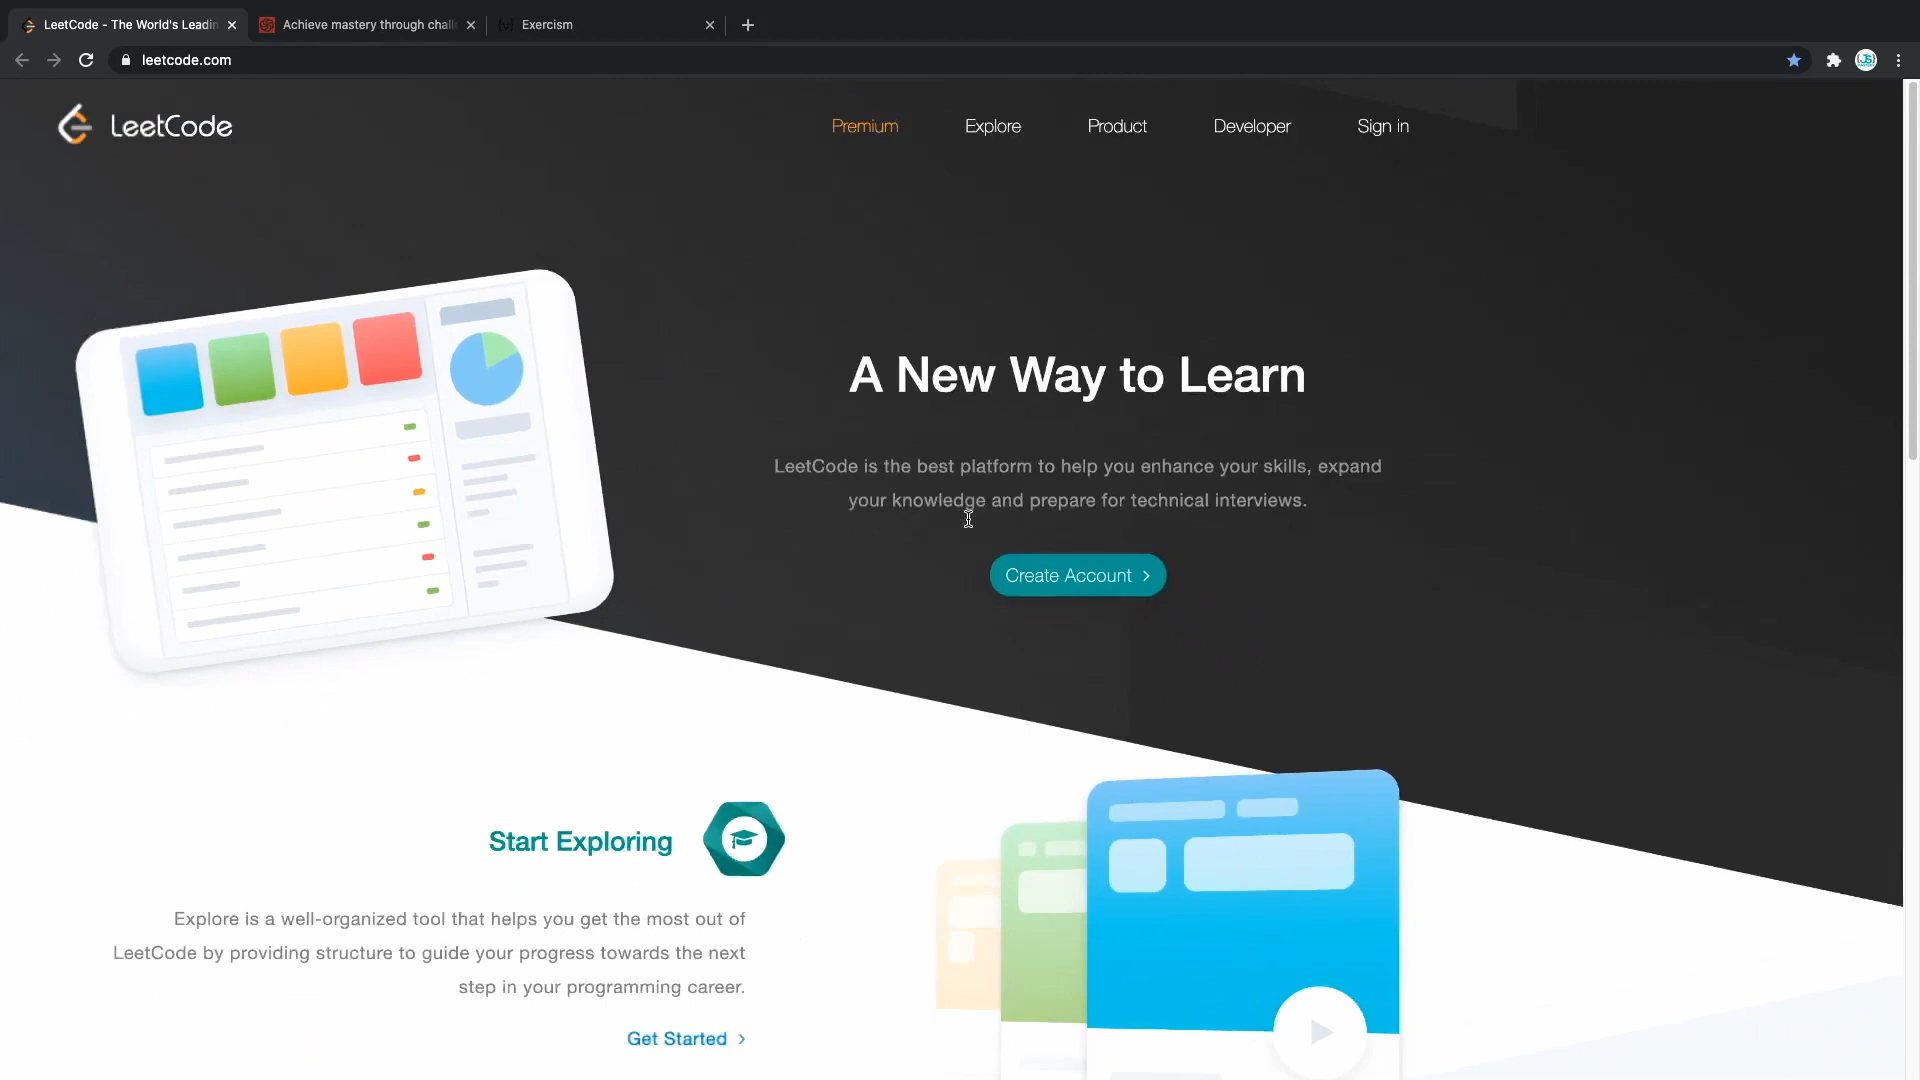 LeetCode - The World's Leadin
Achieve mastery through chall
Exercism
leetcode.com
LeetCode
Premium
Explore
Product
Developer
Sign in
A New Way to Learn
LeetCode is the best platform to help you enhance your skills, expand
your knowledge and prepare for technical interviews.
Create Account
Start Exploring
Explore is a well-organized tool that helps you get the most out of
LeetCode by providing structure to guide your progress towards the next
step in your programming career.
Get Started